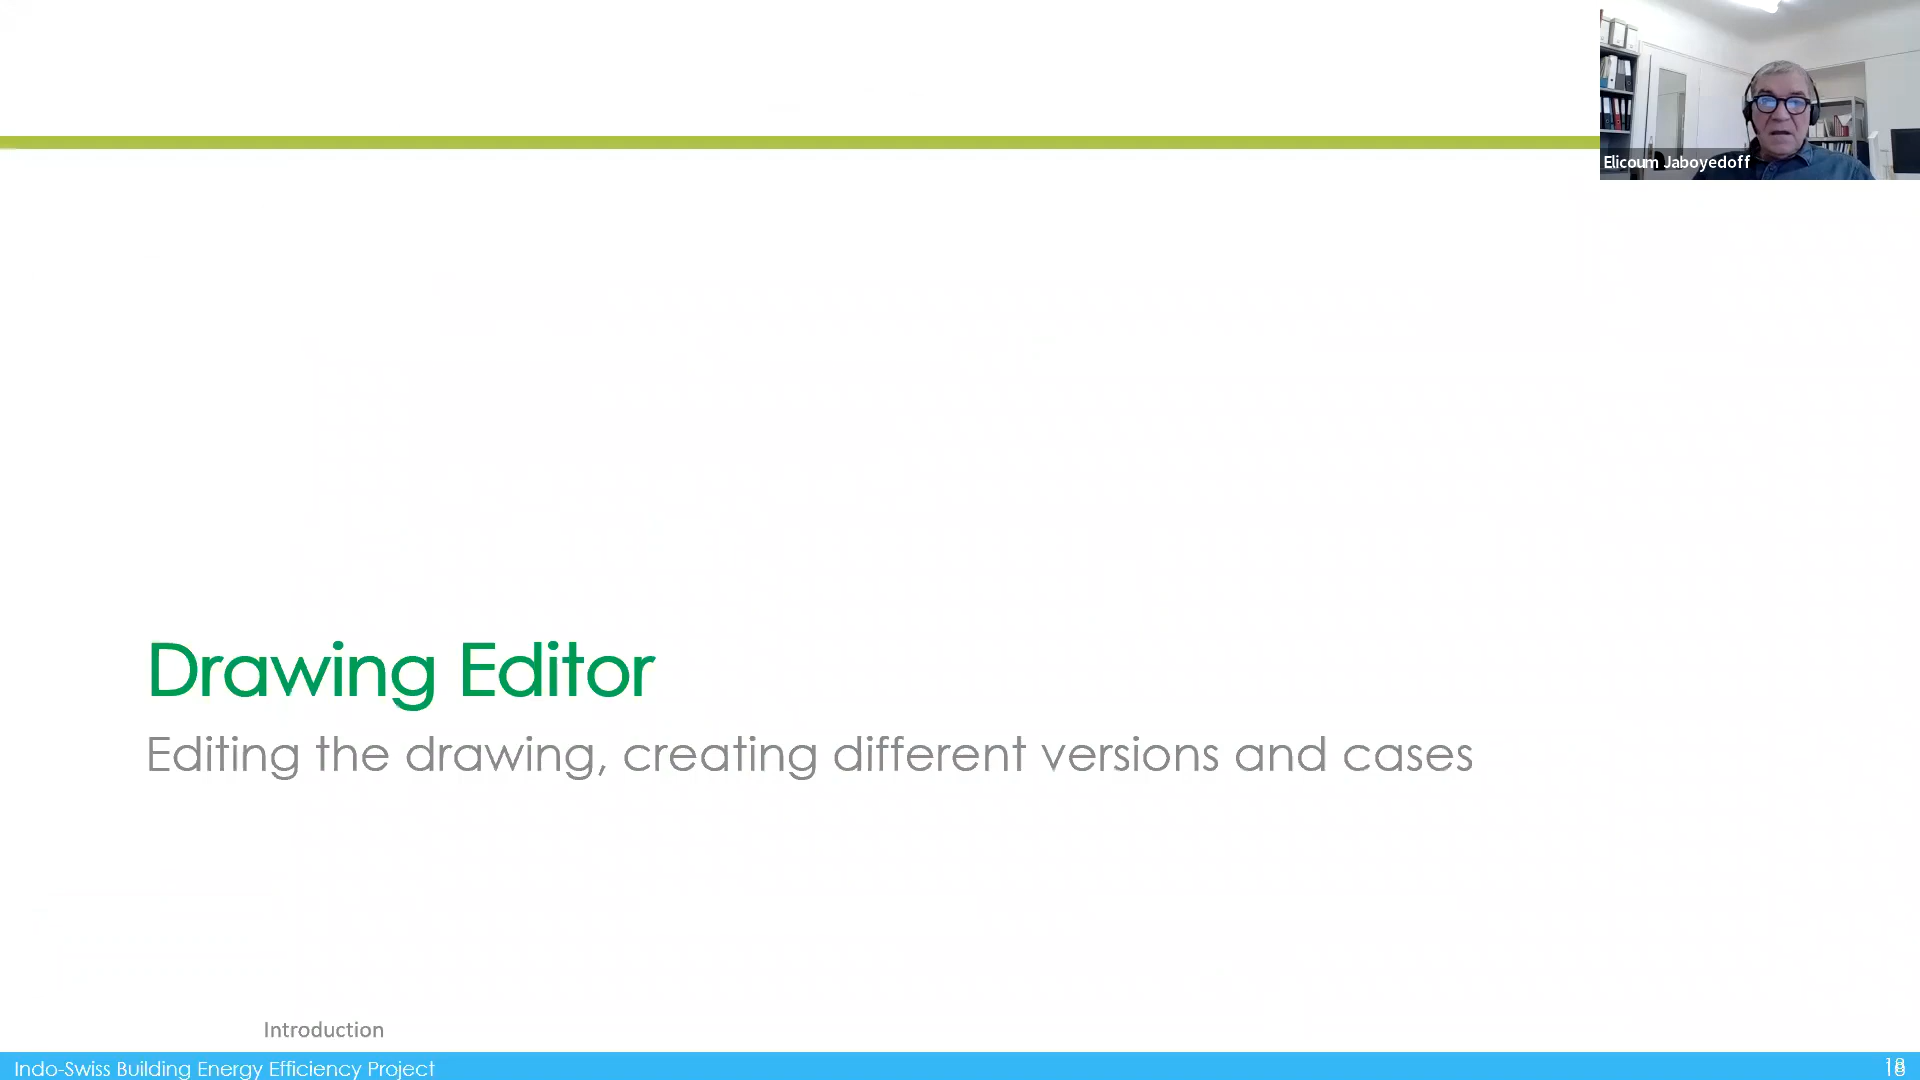 Elicoum Jaboyedoff
Drawing Editor
Editing the drawing, creating different versions and cases
Introduction
Indo-Swiss Building Energy Efficiency Project